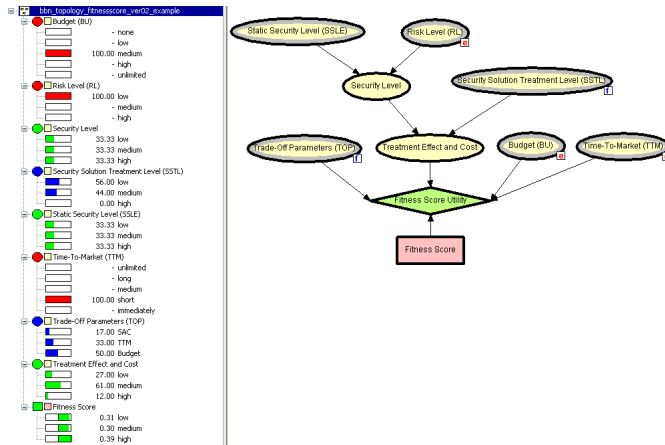 bbn_topology_fitnessscore_ver02_example
Budget (BU)
- none
- low
100.00 medium
- high
- unlimited
Risk Level (RL)
100.00 low
- medium
- high
Security Level
33.33 low
33.33 medium
33.33 high
Security Solution Treatment Level (SSTL)
56.00 low
44.00 medium
0.00 high
Static Security Level (SSLE)
33.33 low
33.33 medium
33.33 high
Time-To-Market (TTM)
- unlimited
- long
- medium
100.00 short
- immediately
Trade-Off Parameters (TOP)
17.00 SAC
33.00 TTM
50.00 Budget
Treatment Effect and Cost
27.00 low
61.00 medium
12.00 high
Fitness Score
0.31 low
0.30 medium
0.39 high
Static Security Level (SSLE)
Risk Level (RL)
e
Security Level
Security Solution Treatment Level (SSTL)
f
Trade-Off Parameters (TOP)
f
Treatment Effect and Cost
Budget (BU)
e
Time-To-Market (TTM)
Fitness Score Utility
Fitness Score